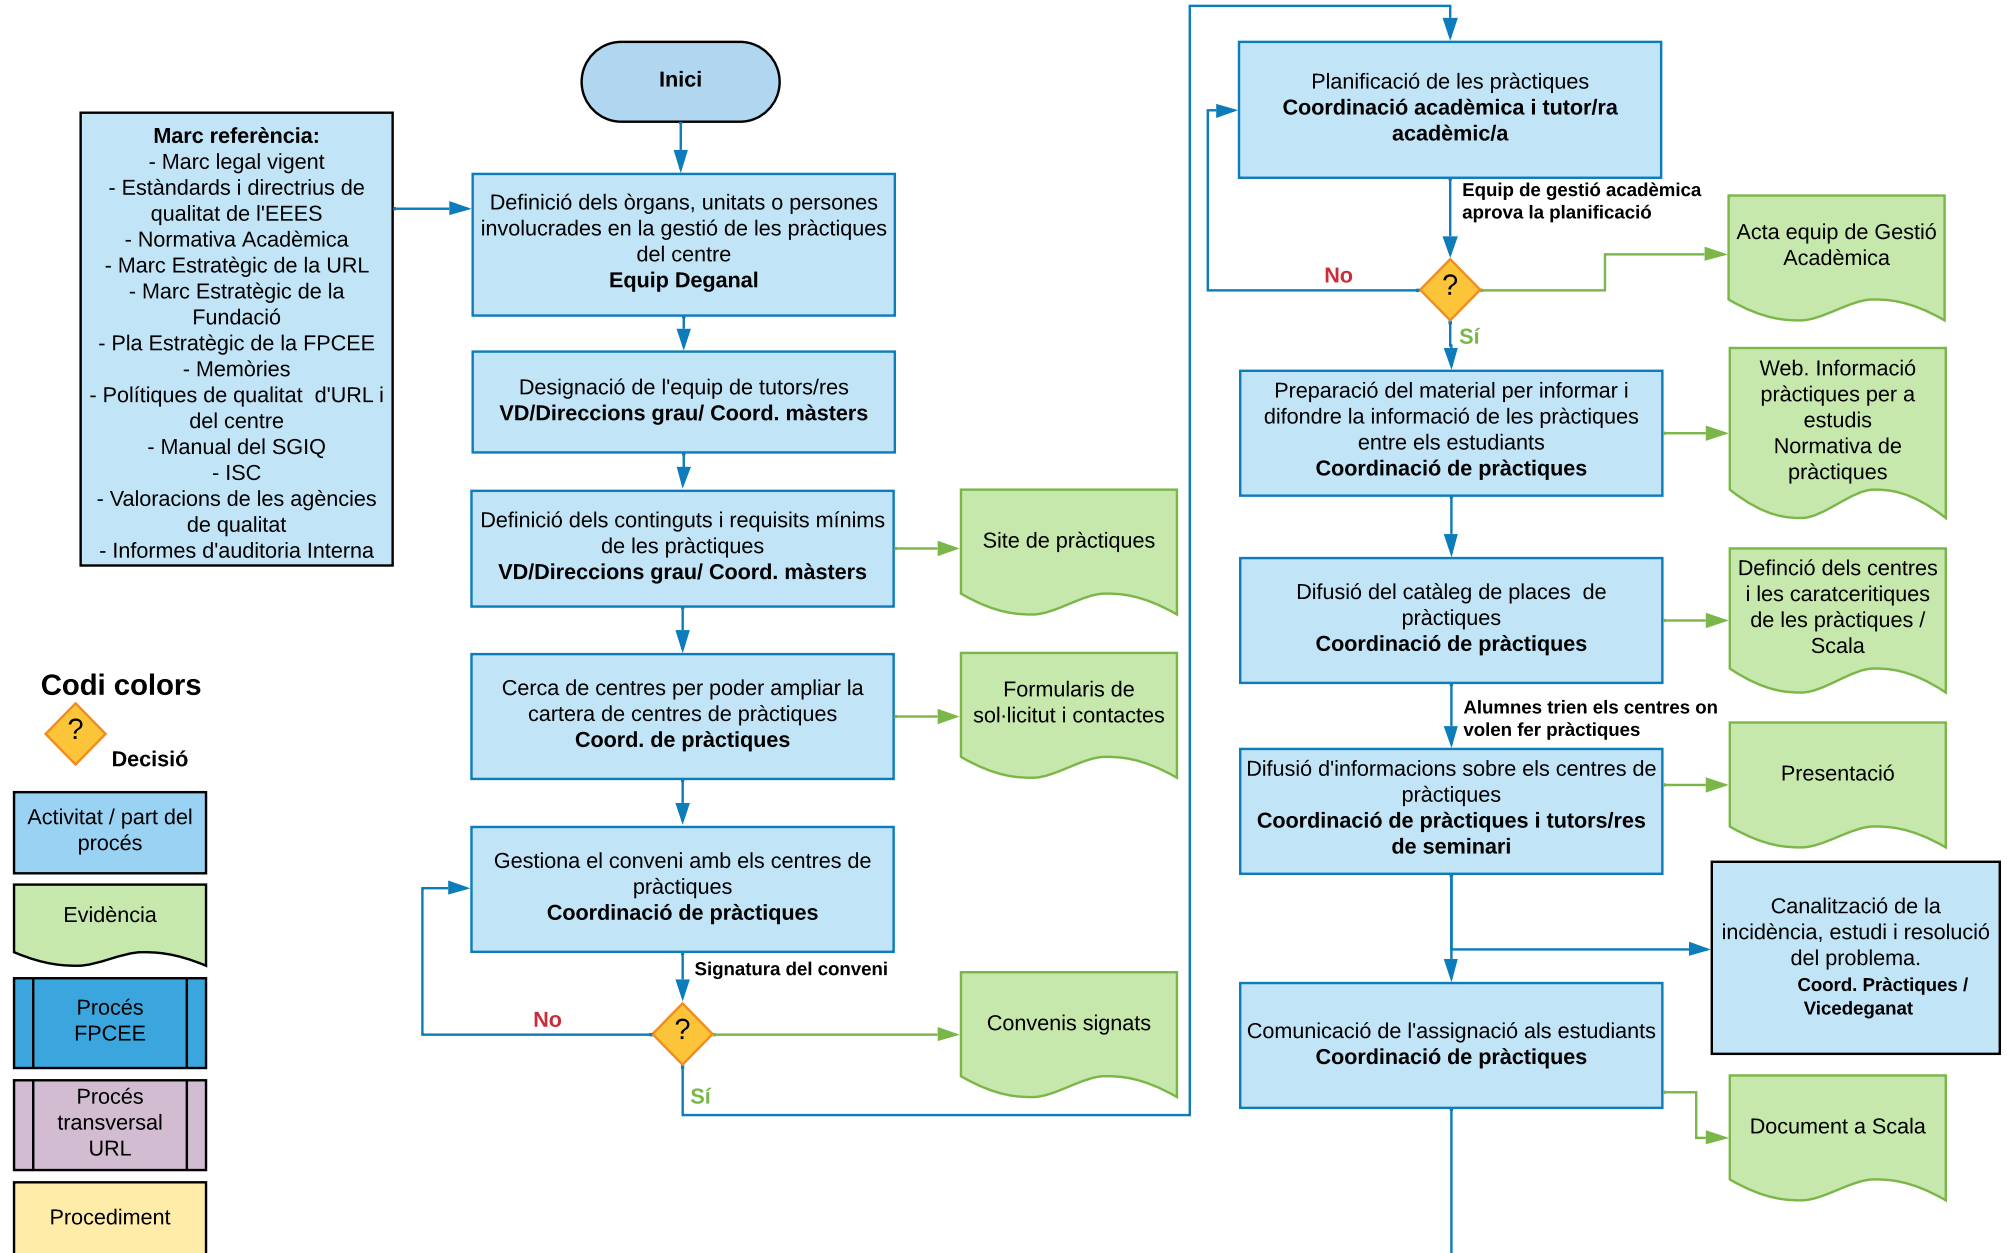 Inici
Marc referència:
- Marc legal vigent
- Estàndards i directrius de
qualitat de l'EEES
- Normativa Acadèmica
- Marc Estratègic de la URL
- Marc Estratègic de la
Fundació
- Pla Estratègic de la FPCEE
- Memòries
- Polítiques de qualitat  d'URL i
del centre
- Manual del SGIQ
- ISC
- Valoracions de les agències
de qualitat
- Informes d'auditoria Interna
Definició dels òrgans, unitats o persones
involucrades en la gestió de les pràctiques
del centre
Equip Deganal
Designació de l'equip de tutors/res
VD/Direccions grau/ Coord. màsters
Definició dels continguts i requisits mínims
de les pràctiques
VD/Direccions grau/ Coord. màsters
Site de pràctiques
Cerca de centres per poder ampliar la
cartera de centres de pràctiques
Coord. de pràctiques
Formularis de
sol·licitut i contactes
Gestiona el conveni amb els centres de
pràctiques
Coordinació de pràctiques
Signatura del conveni
No
?
Sí
Convenis signats
Planificació de les pràctiques
Coordinació acadèmica i tutor/ra
acadèmic/a
Equip de gestió acadèmica
aprova la planificació
No
?
Sí
Acta equip de Gestió
Acadèmica
Preparació del material per informar i
difondre la informació de les pràctiques
entre els estudiants
Coordinació de pràctiques
Web. Informació
pràctiques per a
estudis
Normativa de
pràctiques
Difusió del catàleg de places  de
pràctiques
Coordinació de pràctiques
Definció dels centres
i les caratceritiques
de les pràctiques /
Scala
Alumnes trien els centres on
volen fer pràctiques
Difusió d'informacions sobre els centres de
pràctiques
Coordinació de pràctiques i tutors/res
de seminari
Presentació
Canalització de la
incidència, estudi i resolució
del problema.
Coord. Pràctiques /
Vicedeganat
Comunicació de l'assignació als estudiants
Coordinació de pràctiques
Document a Scala
Codi colors
?
Decisió
Activitat / part del
procés
Evidència
Procés
FPCEE
Procés
transversal
URL
Procediment